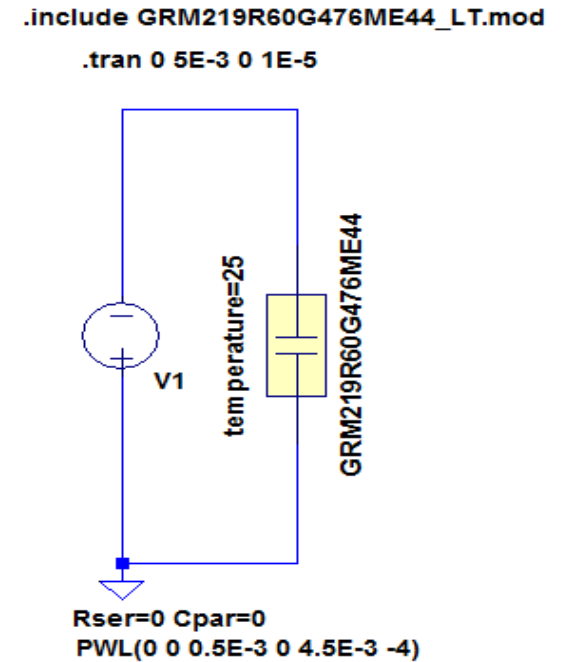 .include GRM219R60G476ME44_LT.mod
.tran 0 5E-3 0 1E-5
temperature=25
GRM219R60G476ME44
V1
Rser=0 Cpar=0
PWL(0 0 0.5E-3 0 4.5E-3 -4)